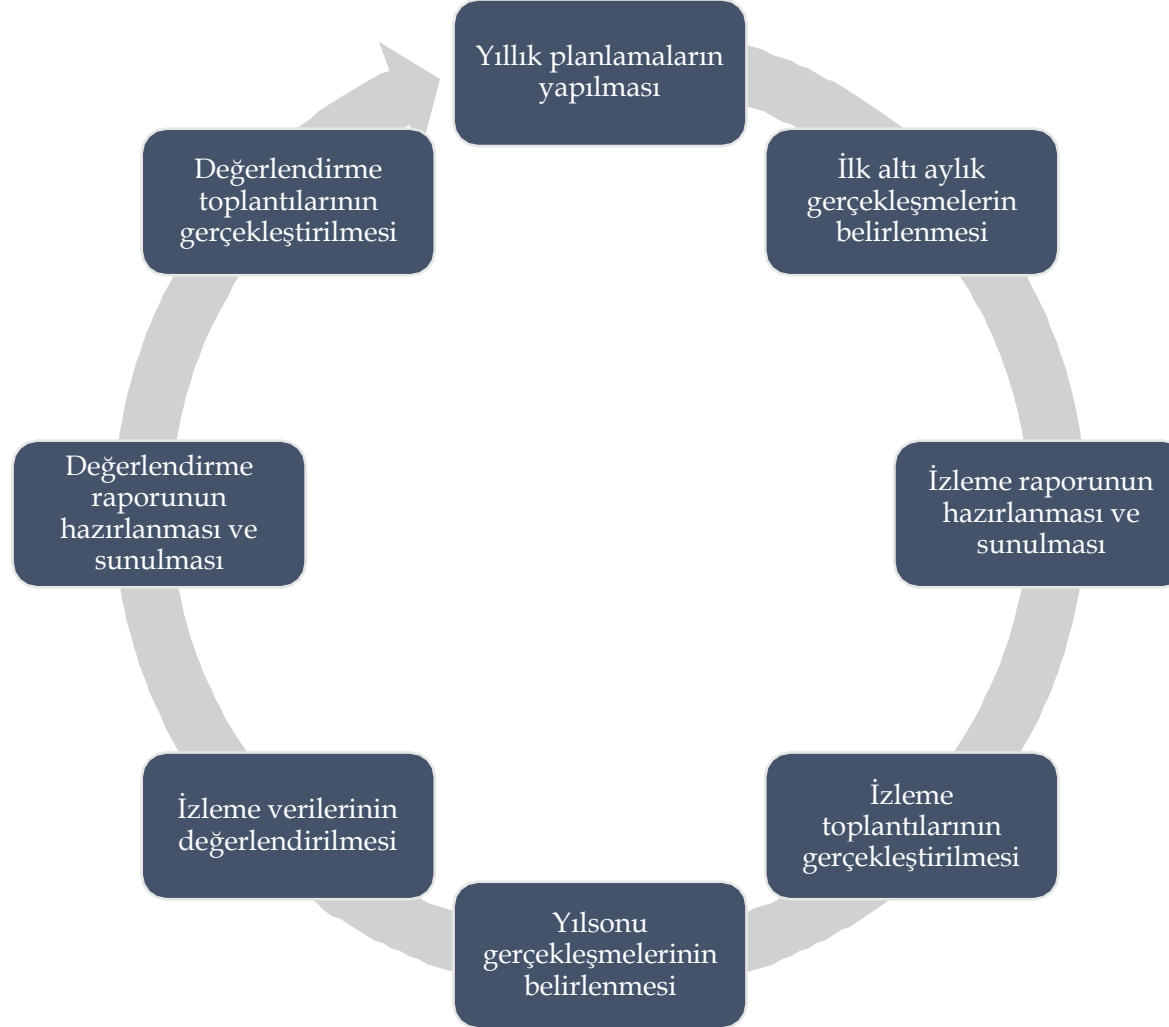 Yıllık planlamaların
yapılması
İlk altı aylık
gerçekleşmelerin
belirlenmesi
İzleme raporunun
hazırlanması ve
sunulması
İzleme
toplantılarının
gerçekleştirilmesi
Yılsonu
gerçekleşmelerinin
belirlenmesi
İzleme verilerinin
değerlendirilmesi
Değerlendirme
raporunun
hazırlanması ve
sunulması
Değerlendirme
toplantılarının
gerçekleştirilmesi